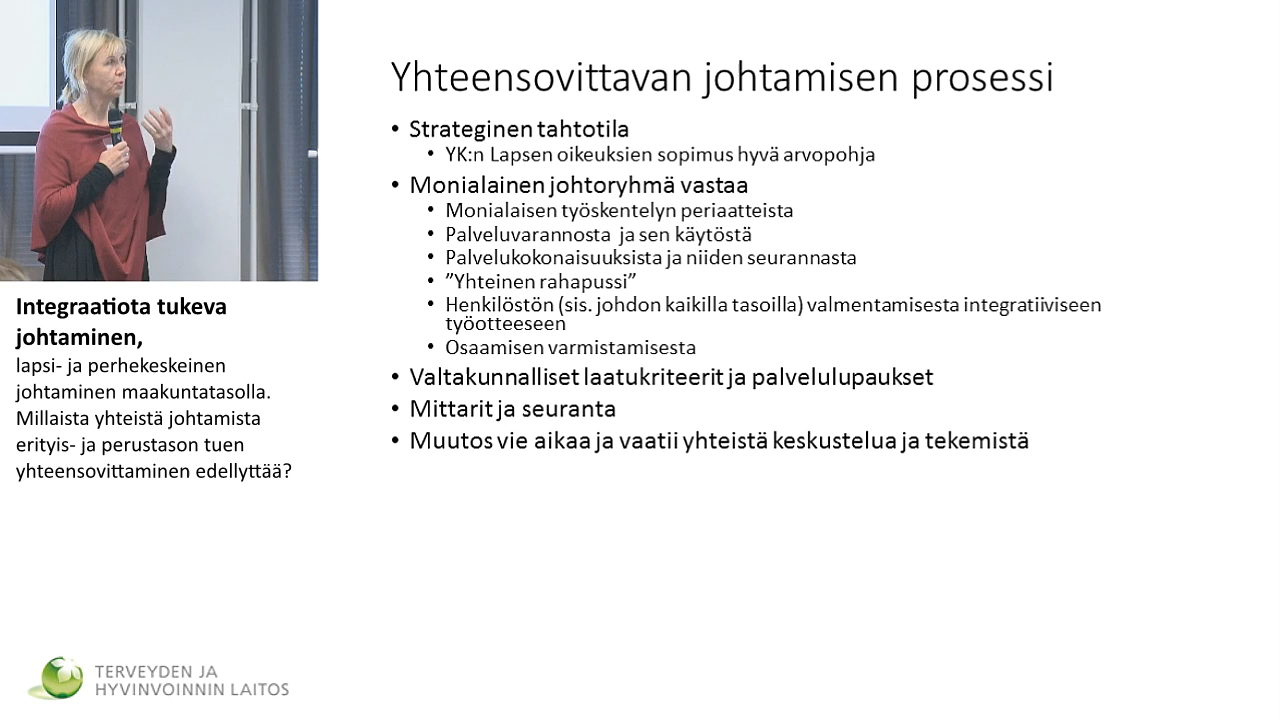 Yhteensovittavan johtamisen prosessi
• Strateginen tahtotila
• YK:n Lapsen oikeuksien sopimus hyvä arvopohja
• Monialainen johtoryhmä vastaa
• Monialaisen työskentelyn periaatteista
• Palveluvarannosta ja sen käytöstä
• Palvelukokonaisuuksista ja niiden seurannasta
• ”Yhteinen rahapussi”
• Henkilöstön (sis. johdon kaikilla tasoilla) valmentamisesta integratiiviseen
työotteeseen
• Osaamisen varmistamisesta
• Valtakunnalliset laatukriteerit ja palvelulupaukset
• Mittarit ja seuranta
• Muutos vie aikaa ja vaatii yhteistä keskustelua ja tekemistä
Integraatiota tukeva
johtaminen,
lapsi- ja perhekeskeinen
johtaminen maakuntatasolla.
Millaista yhteistä johtamista
erityis- ja perustason tuen
yhteensovittaminen edellyttää?
TERVEYDEN JA
HYVINVOINNIN LAITOS